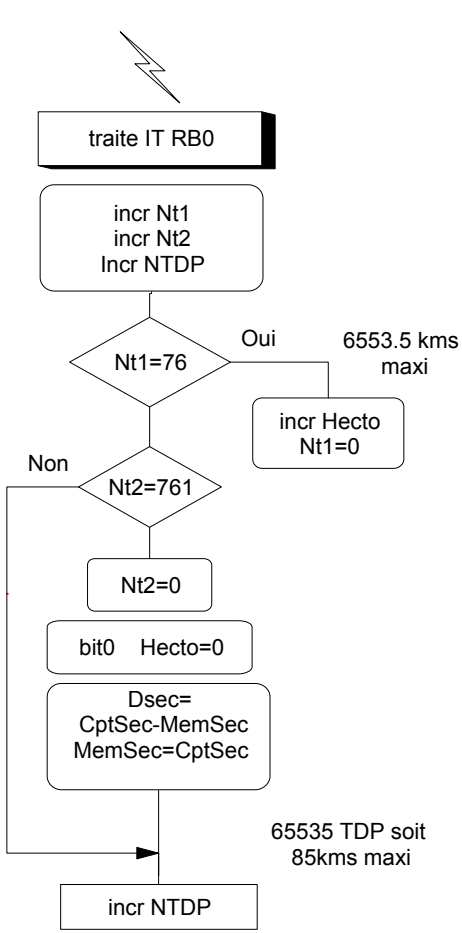 traite IT RB0
incr Nt1
incr Nt2
Incr NTDP
Oui
6553.5 kms
maxi
Nt1=76
incr Hecto
Nt1=0
Non
Nt2=761
Nt2=0
bit0 Hecto=0
Dsec=
CptSec-MemSec
MemSec=CptSec
65535 TDP soit
85kms maxi
incr NTDP